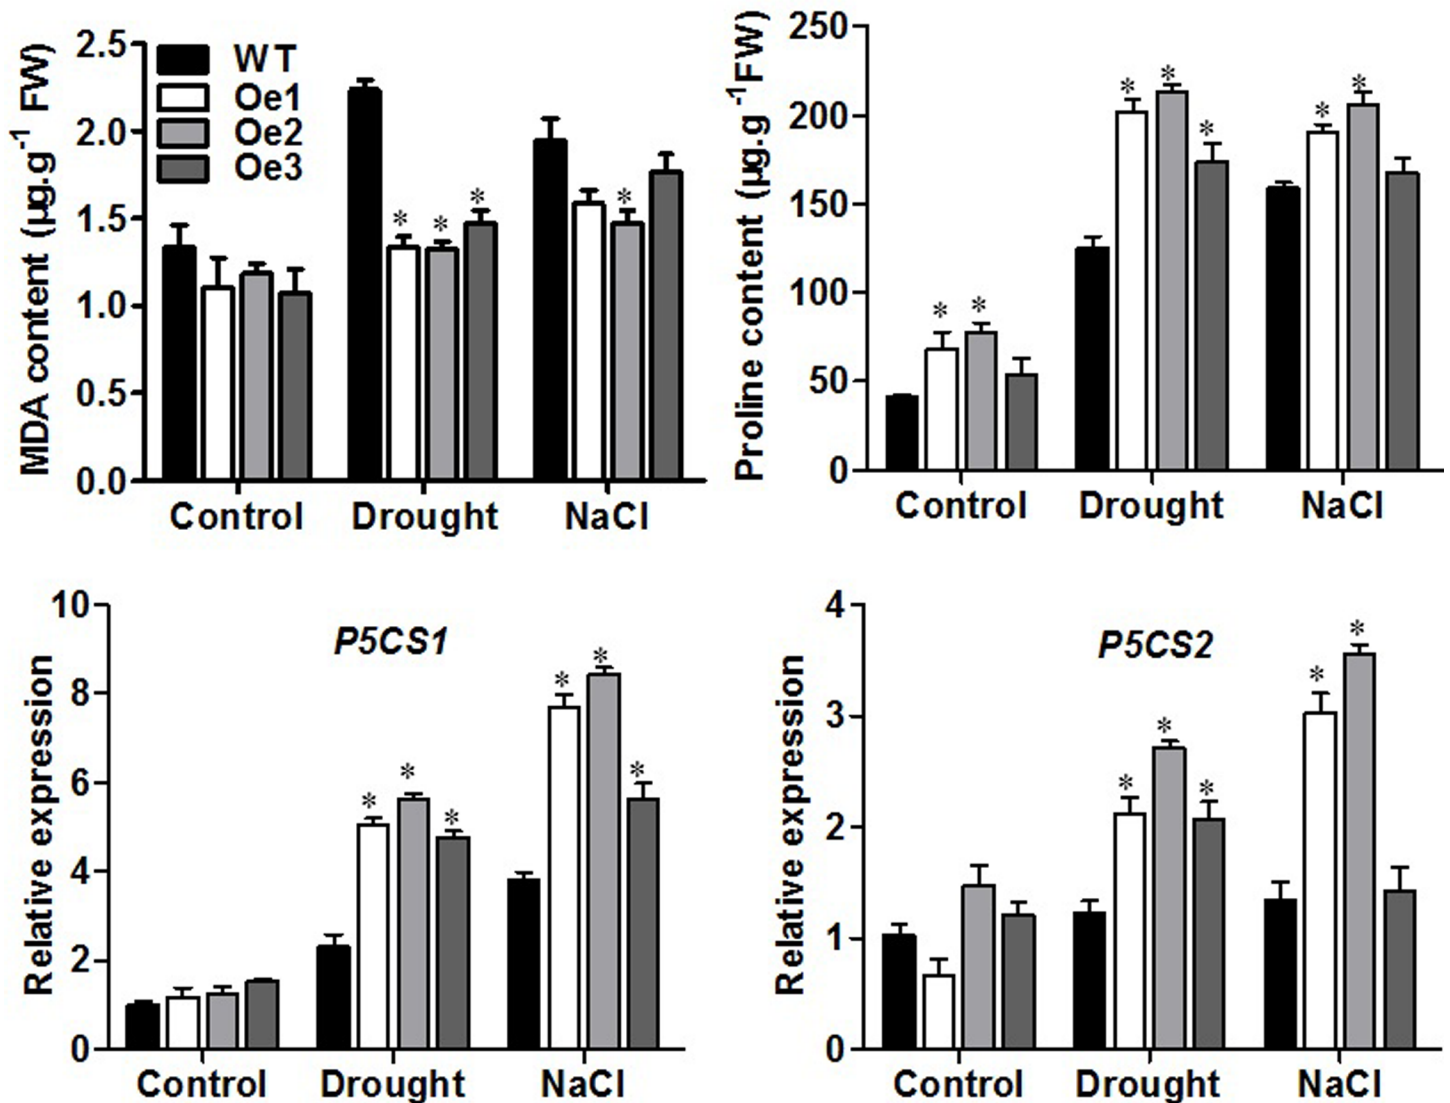 MDA content (µg.g⁻¹ FW)
2.5
2.0
1.5
1.0
0.5
0.0
WT
Oe1
Oe2
Oe3
* * *
*
Control Drought NaCl
Proline content (µg.g⁻¹FW)
250
200
150
100
50
0
* *
* * *
* *
Control Drought NaCl
Relative expression
10
8
6
4
2
0
P5CS1
* * *
* * *
Control Drought NaCl
Relative expression
4
3
2
1
0
P5CS2
* * *
* *
Control Drought NaCl